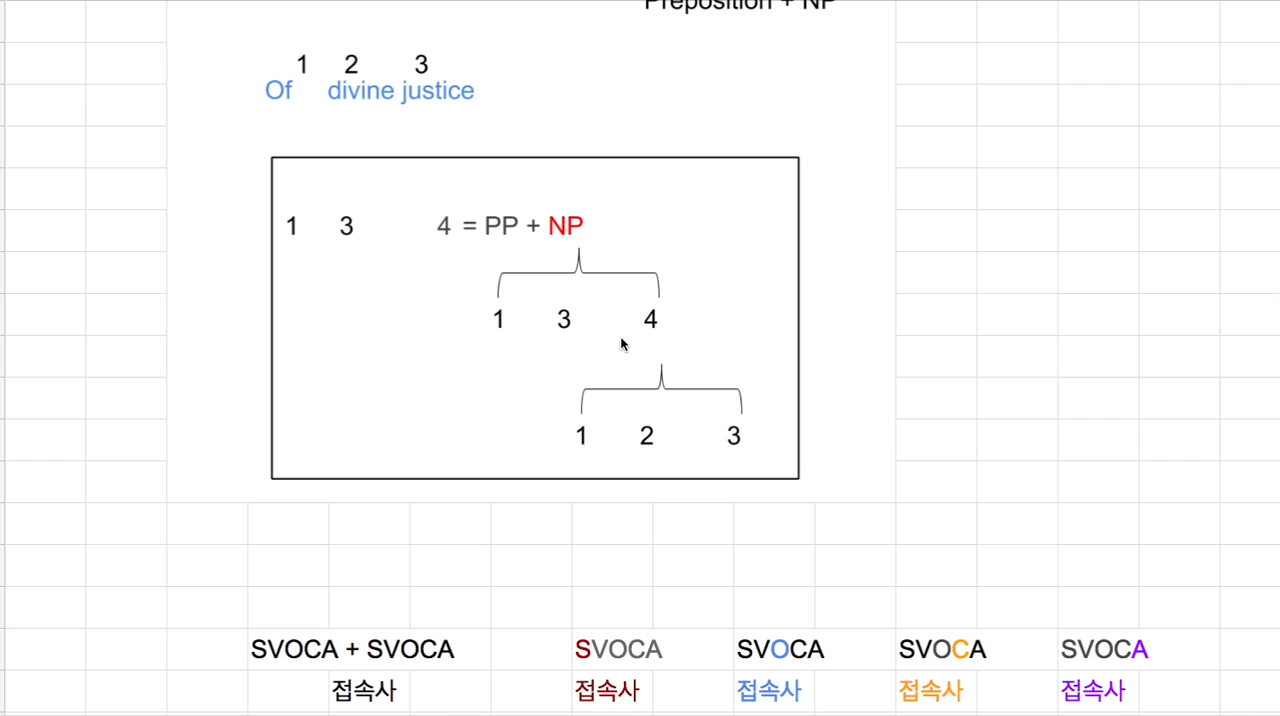 Preposition + NP
1 2 3
Of divine justice
1 3 4 = PP + NP
1 3 4
1 2 3
SVOCA + SVOCA SVOCA SVOCA SVOCA SVOCA
접속사 접속사 접속사 접속사 접속사